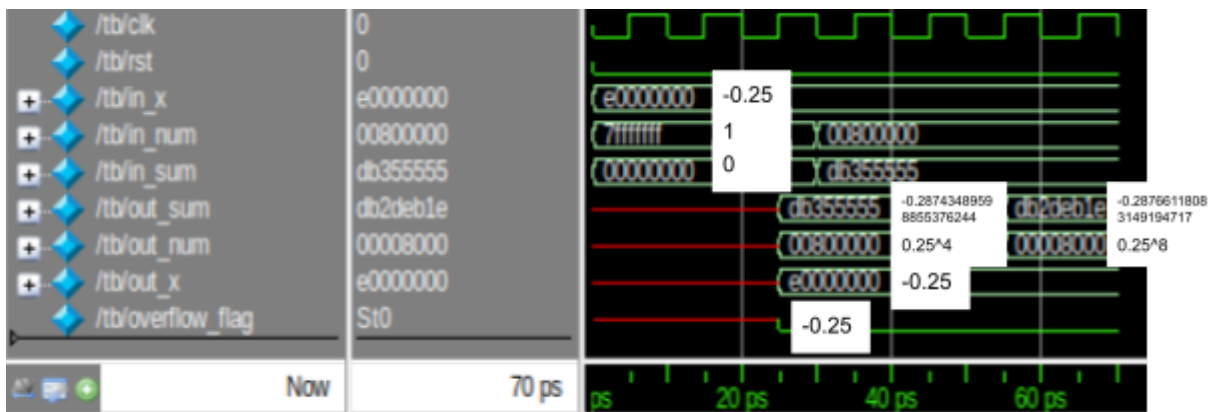 /tb/clk 0
/tb/rst 0
/tb/in_x e0000000 e0000000 -0.25
/tb/in_num 00800000 7fffffff 1 00800000
/tb/in_sum db355555 00000000 0 db355555
/tb/out_sum db2deb1e db355555 -0.2874348959 db2deb1e -0.2876611808
8855376244 3149194717
/tb/out_num 00008000 00800000 0.25^4 00008000 0.25^8
/tb/out_x e0000000 e0000000 -0.25
/tb/overflow_flag St0 -0.25
Now 70 ps ps 20 ps 40 ps 60 ps